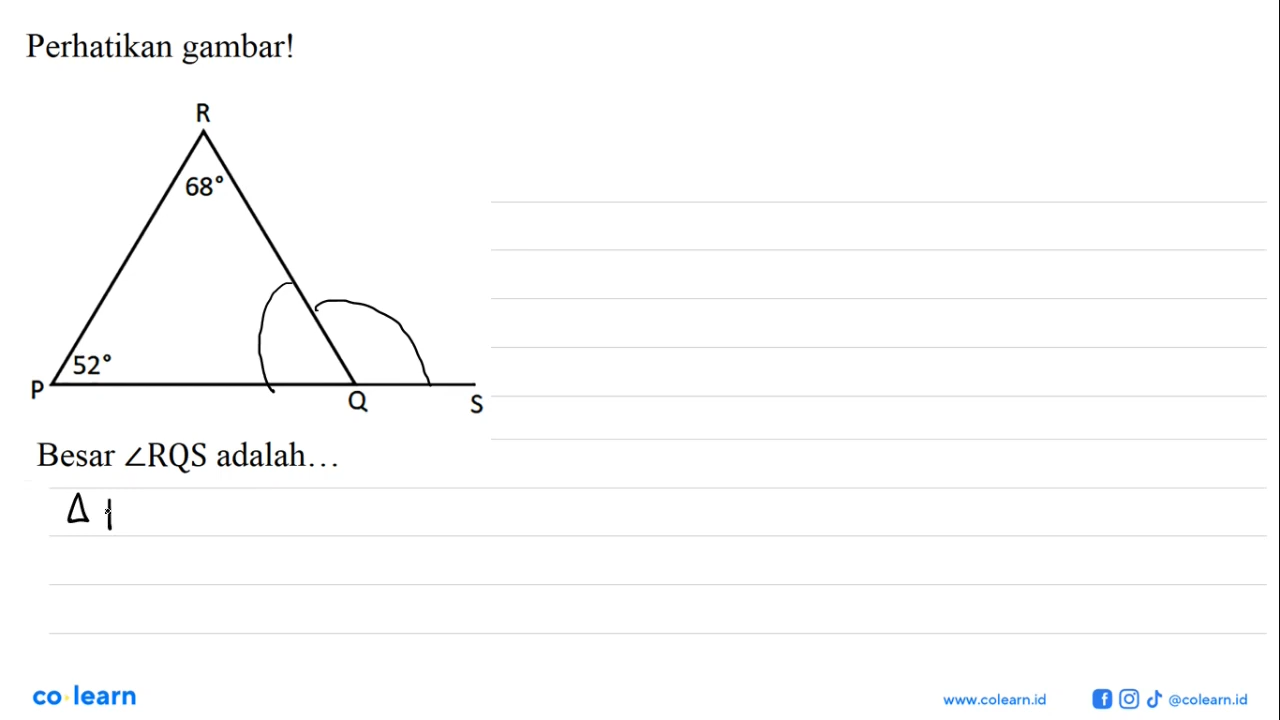 Perhatikan gambar!
R
68°
52°
P
Q
S
Besar ∠RQS adalah...
Δ
co learn
www.colearn.id
@colearn.id